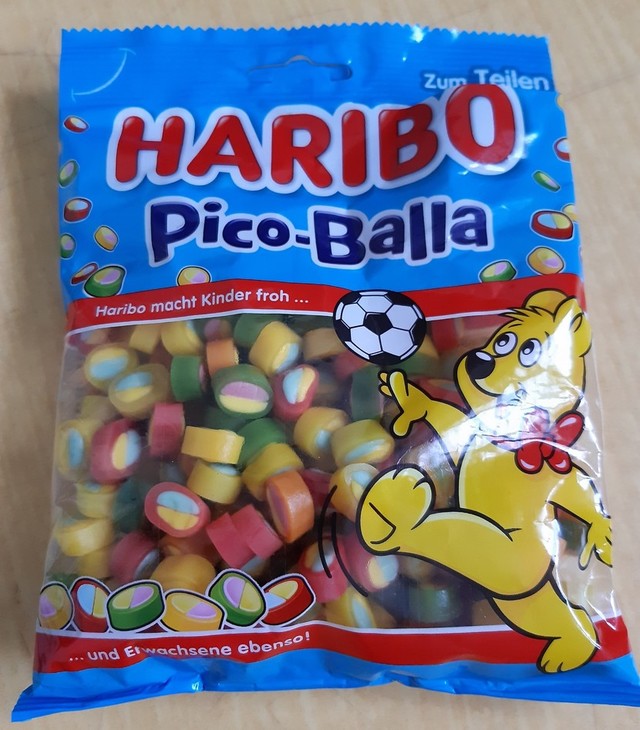 Zum Teilen
HARIBO
Pico-Balla
Haribo macht Kinder froh ...
... und Erwachsene ebenso!